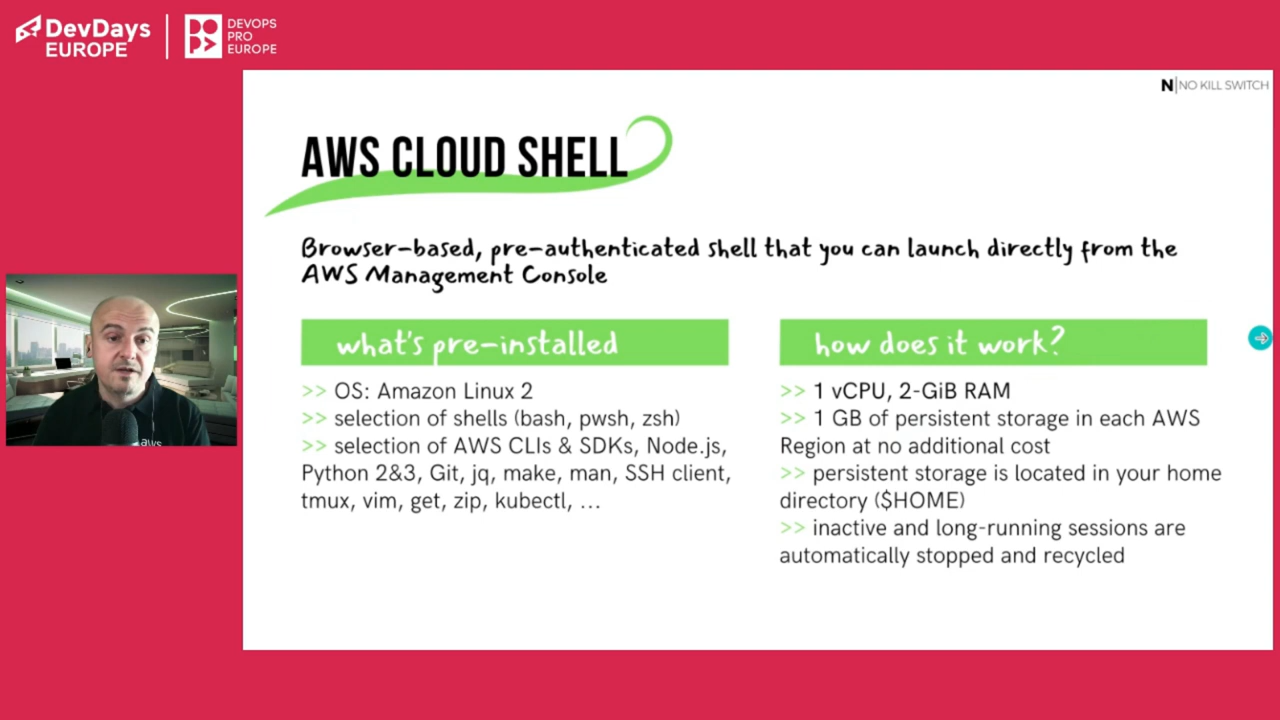 DevDays
EUROPE
DEVOPS
PRO
EUROPE
N|NO KILL SWITCH
AWS CLOUD SHELL
Browser-based, pre-authenticated shell that you can launch directly from the
AWS Management Console
what's pre-installed
>> OS: Amazon Linux 2
>> selection of shells (bash, pwsh, zsh)
>> selection of AWS CLIs & SDKs, Node.js,
Python 2&3, Git, jq, make, man, SSH client,
tmux, vim, get, zip, kubectl, ...
how does it work?
>> 1 vCPU, 2-GiB RAM
>> 1 GB of persistent storage in each AWS
Region at no additional cost
>> persistent storage is located in your home
directory ($HOME)
>> inactive and long-running sessions are
automatically stopped and recycled
aws